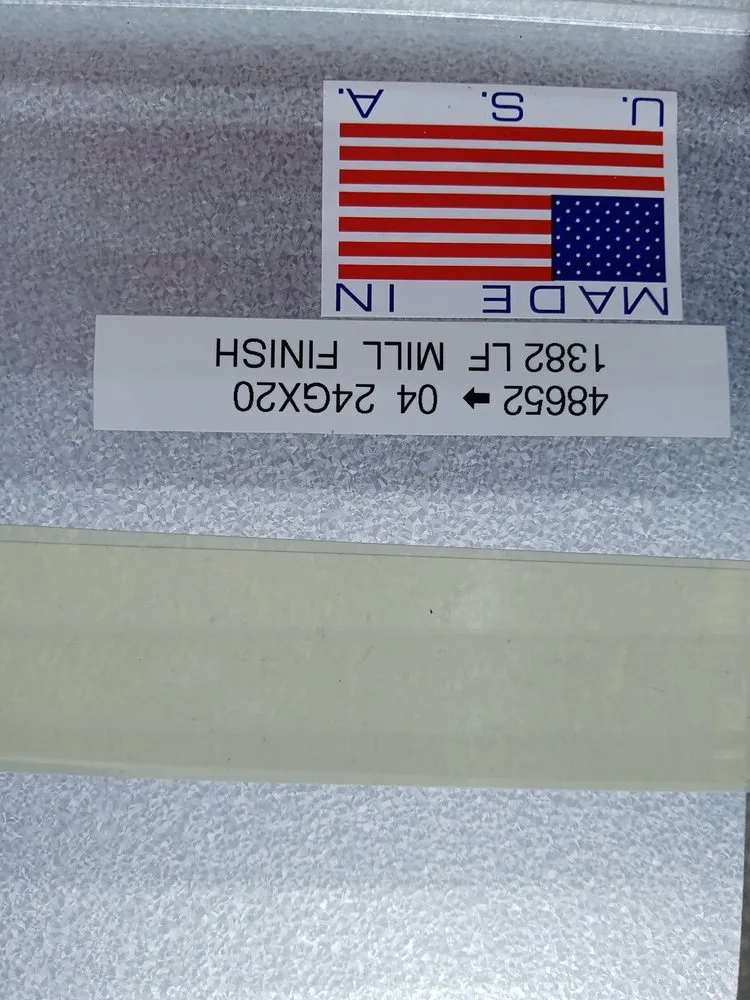 48652 → 04 24GX20
1382 LF MILL FINISH
MADE IN
U. S. A.